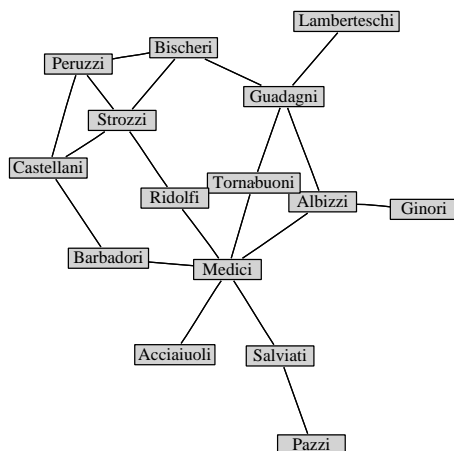 Lamberteschi
Bischeri
Peruzzi
Guadagni
Strozzi
Castellani
Tornabuoni
Ridolfi
Albizzi
Ginori
Barbadori
Medici
Acciaiuoli
Salviati
Pazzi